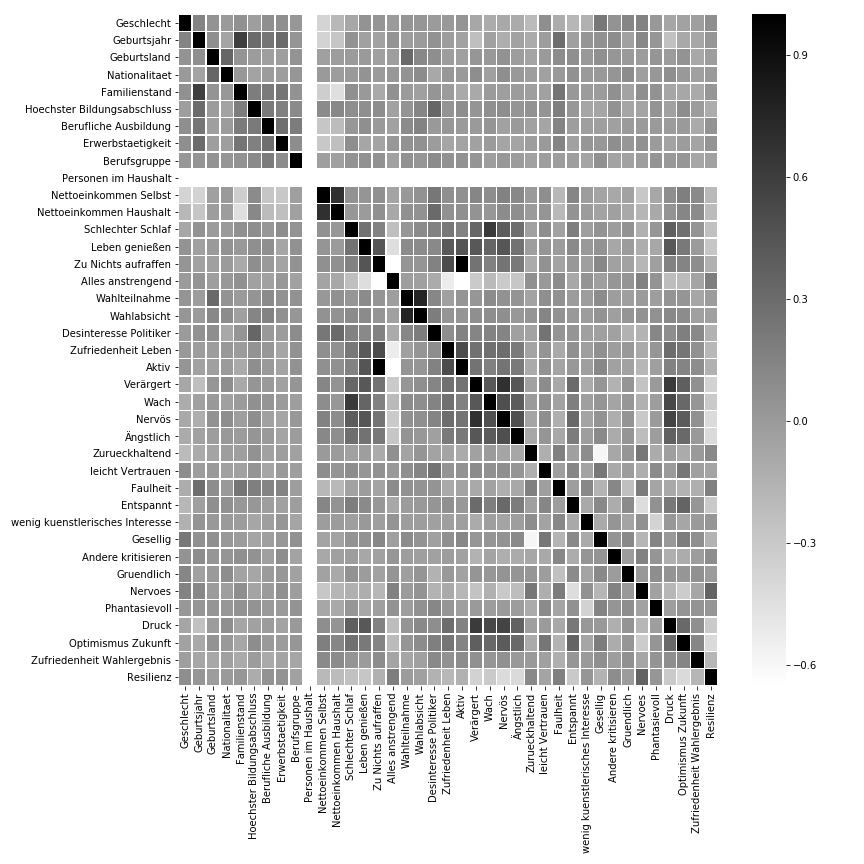 Geschlecht
Geburtsjahr
Geburtsland
Nationalitaet
Familienstand
Hoechster Bildungsabschluss
Berufliche Ausbildung
Erwerbstaetigkeit
Berufsgruppe
Personen im Haushalt
Nettoeinkommen Selbst
Nettoeinkommen Haushalt
Schlechter Schlaf
Leben genießen
Zu Nichts aufraffen
Alles anstrengend
Wahlteilnahme
Wahlabsicht
Desinteresse Politiker
Zufriedenheit Leben
Aktiv
Verärgert
Wach
Nervös
Ängstlich
Zurueckhaltend
leicht Vertrauen
Faulheit
Entspannt
wenig kuenstlerisches Interesse
Gesellig
Andere kritisieren
Gruendlich
Nervoes
Phantasievoll
Druck
Optimismus Zukunft
Zufriedenheit Wahlergebnis
Resilienz
Geschlecht
Geburtsjahr
Geburtsland
Nationalitaet
Familienstand
Hoechster Bildungsabschluss
Berufliche Ausbildung
Erwerbstaetigkeit
Berufsgruppe
Personen im Haushalt
Nettoeinkommen Selbst
Nettoeinkommen Haushalt
Schlechter Schlaf
Leben genießen
Zu Nichts aufraffen
Alles anstrengend
Wahlteilnahme
Wahlabsicht
Desinteresse Politiker
Zufriedenheit Leben
Aktiv
Verärgert
Wach
Nervös
Ängstlich
Zurueckhaltend
leicht Vertrauen
Faulheit
Entspannt
wenig kuenstlerisches Interesse
Gesellig
Andere kritisieren
Gruendlich
Nervoes
Phantasievoll
Druck
Optimismus Zukunft
Zufriedenheit Wahlergebnis
Resilienz
0.9
0.6
0.3
0.0
−0.3
−0.6